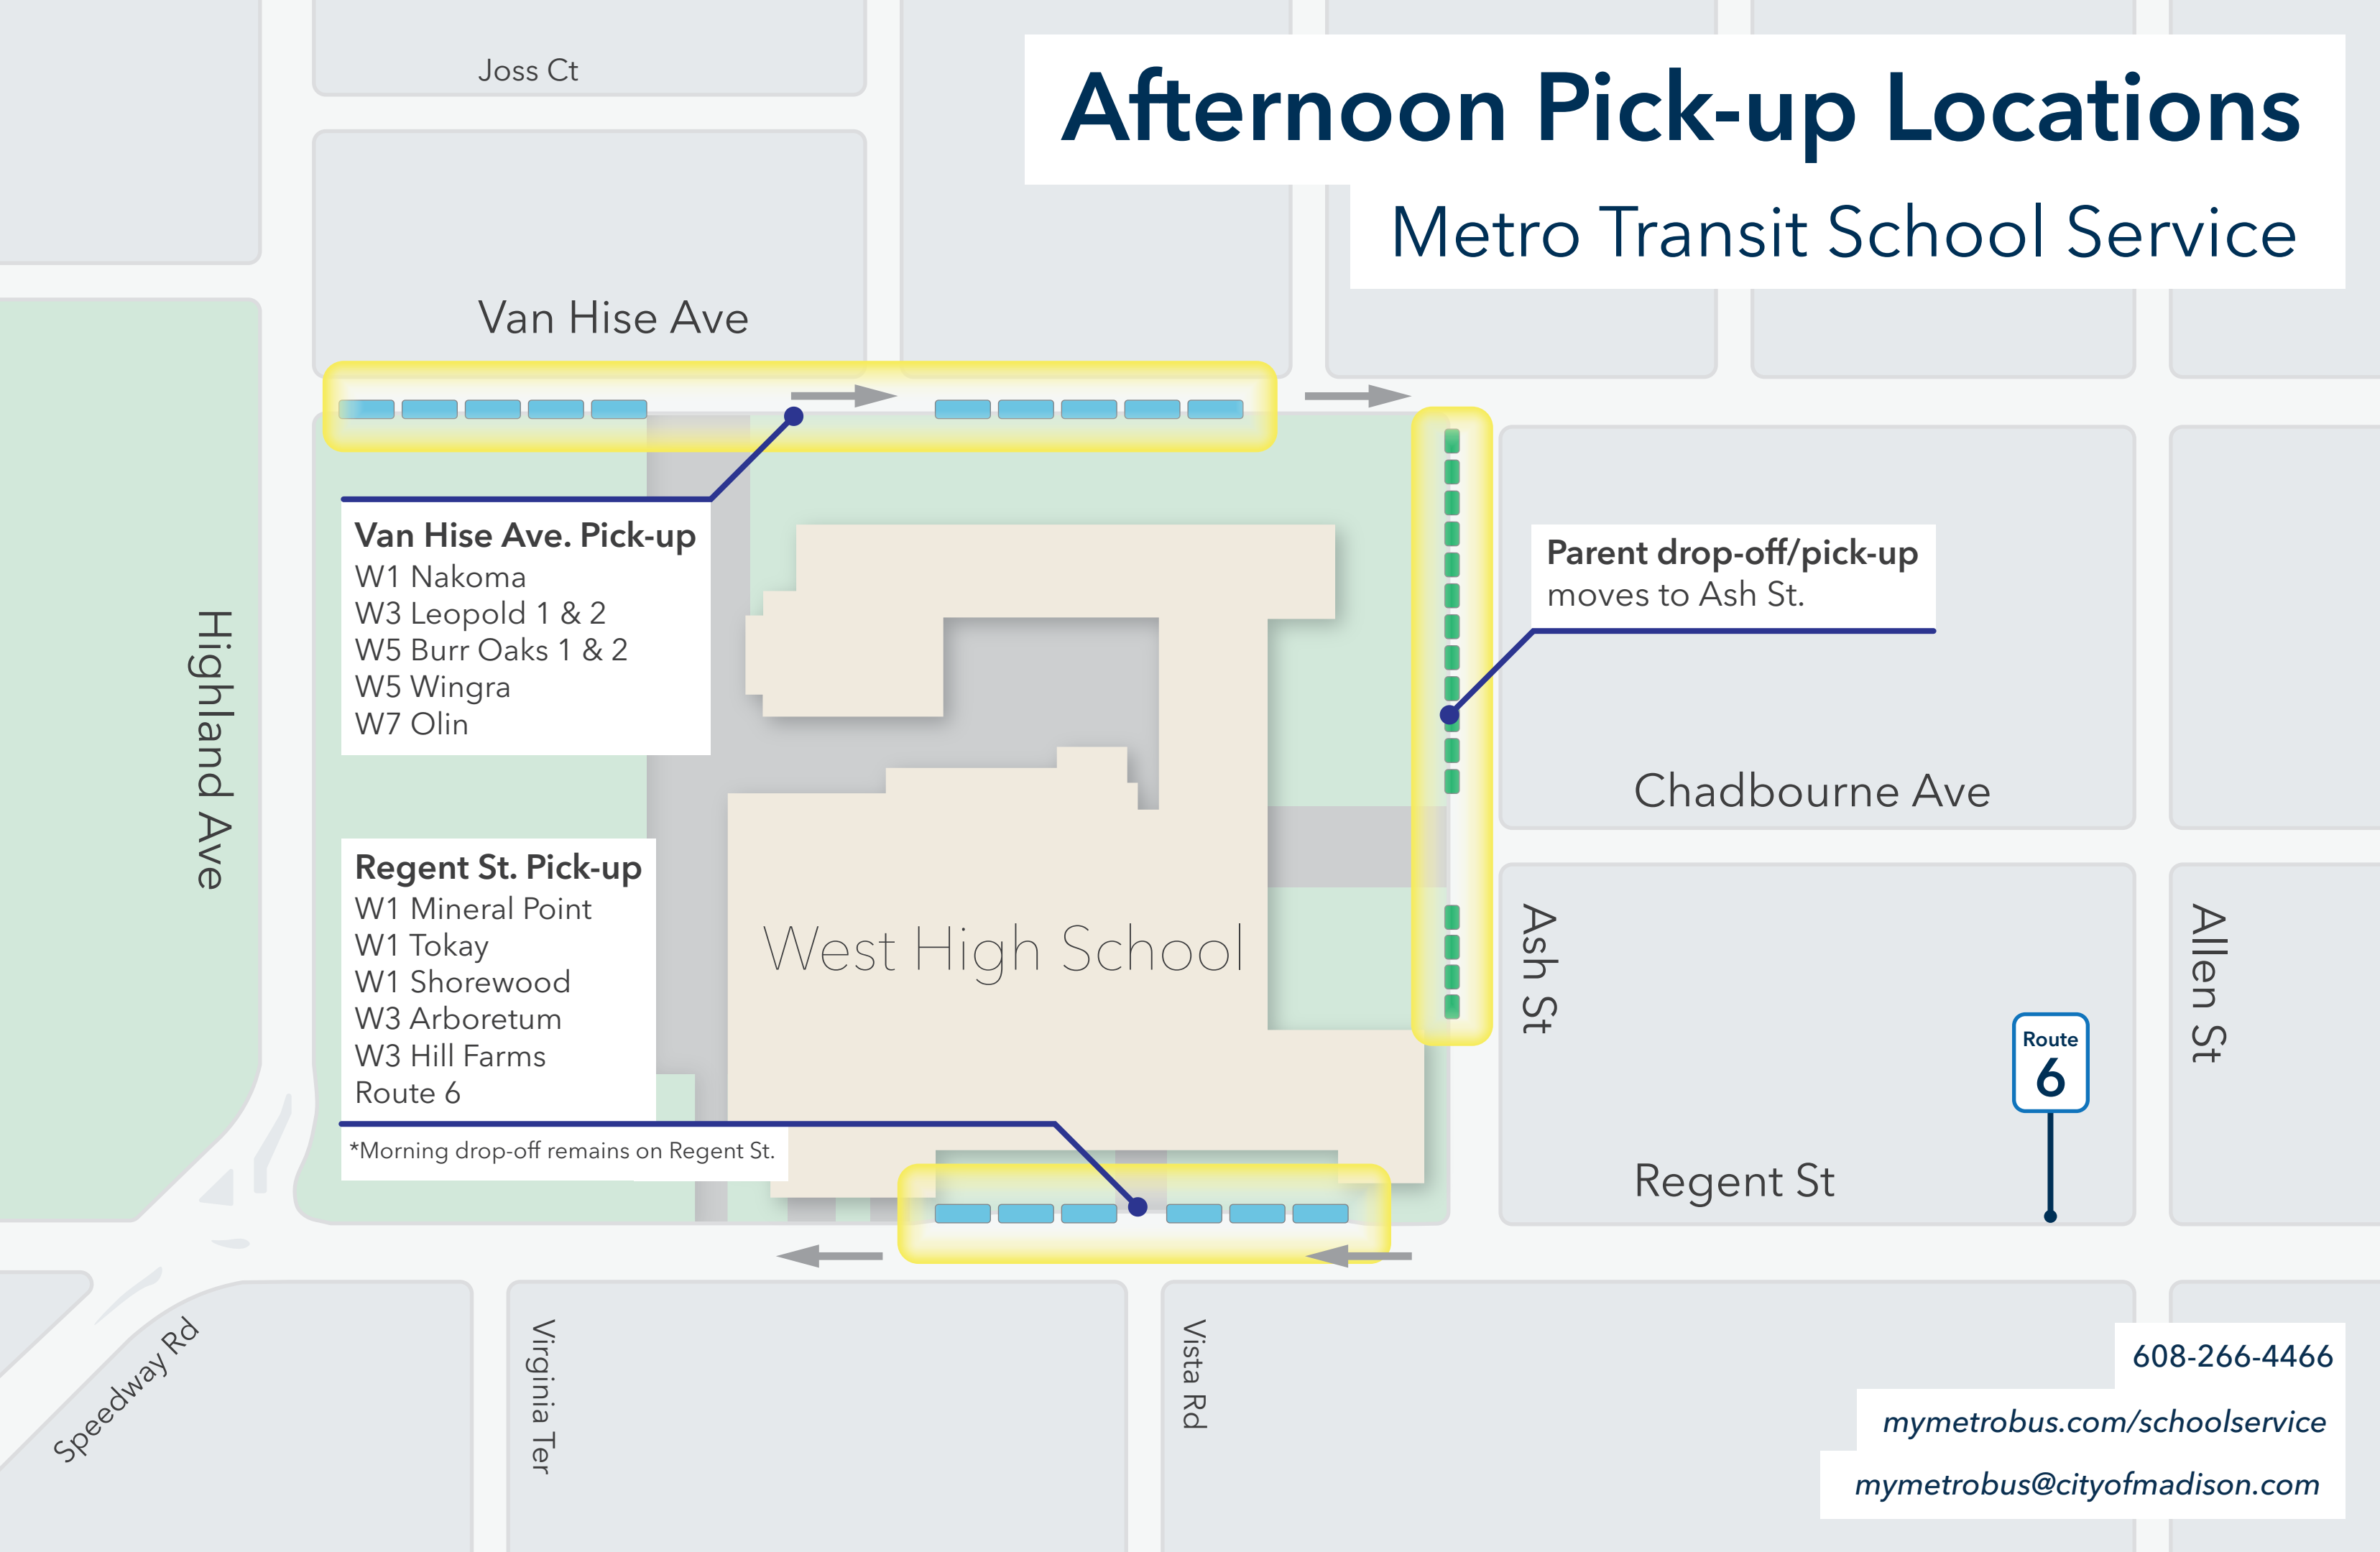 Afternoon Pick-up Locations
Metro Transit School Service
Joss Ct
Van Hise Ave
Van Hise Ave. Pick-up
W1 Nakoma
W3 Leopold 1 & 2
W5 Burr Oaks 1 & 2
W5 Wingra
W7 Olin
Parent drop-off/pick-up
moves to Ash St.
Highland Ave
Chadbourne Ave
Regent St. Pick-up
W1 Mineral Point
W1 Tokay
W1 Shorewood
W3 Arboretum
W3 Hill Farms
Route 6
*Morning drop-off remains on Regent St.
West High School
Ash St
Allen St
Route
6
Regent St
Speedway Rd
Virginia Ter
Vista Rd
608-266-4466
mymetrobus.com/schoolservice
mymetrobus@cityofmadison.com